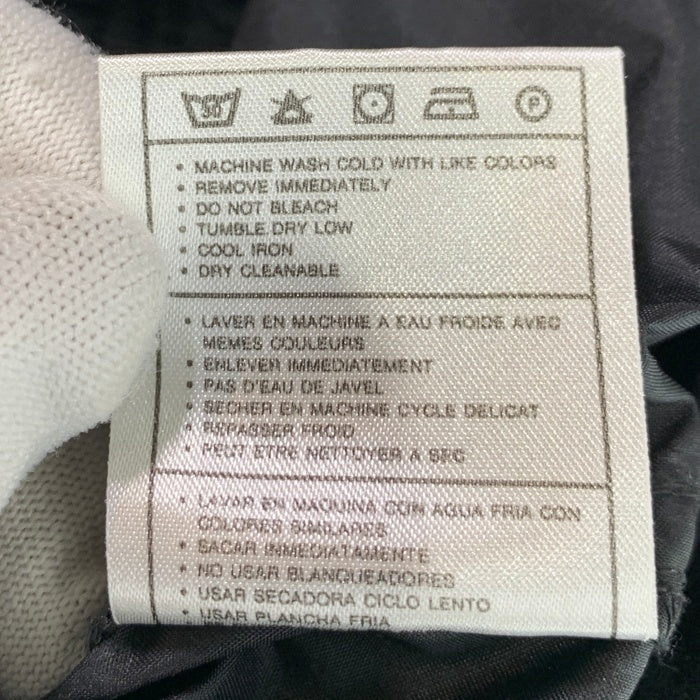 30 P
• MACHINE WASH COLD WITH LIKE COLORS
• REMOVE IMMEDIATELY
• DO NOT BLEACH
• TUMBLE DRY LOW
• COOL IRON
• DRY CLEANABLE
• LAVER EN MACHINE A EAU FROIDE AVEC
MEMES COULEURS
• ENLEVER IMMEDIATEMENT
• PAS D'EAU DE JAVEL
• SECHER EN MACHINE CYCLE DELICAT
• REPASSER FROID
• PEUT ETRE NETTOYER A SEC
• LAVAR EN MAQUINA CON AGUA FRIA CON
COLORES SIMILARES
• SACAR INMEDIATAMENTE
• NO USAR BLANQUEADORES
• USAR SECADORA CICLO LENTO
• USAR PLANCHA FRIA